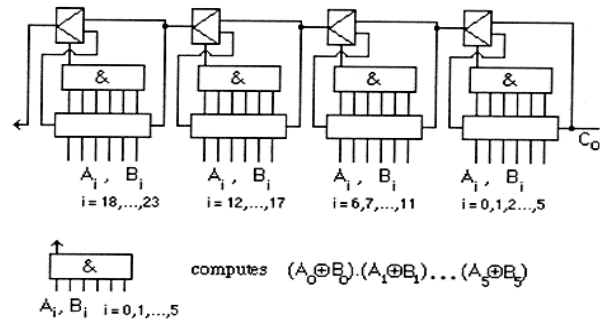 & & & &
C₀
Aᵢ , Bᵢ Aᵢ , Bᵢ Aᵢ , Bᵢ Aᵢ , Bᵢ
i = 18,...,23 i = 12,...,17 i = 6,7,...,11 i = 0,1,2...,5
& computes (A₀⊕B₀).(A₁⊕B₁)...(A₅⊕B₅)
Aᵢ, Bᵢ i = 0,1,...,5